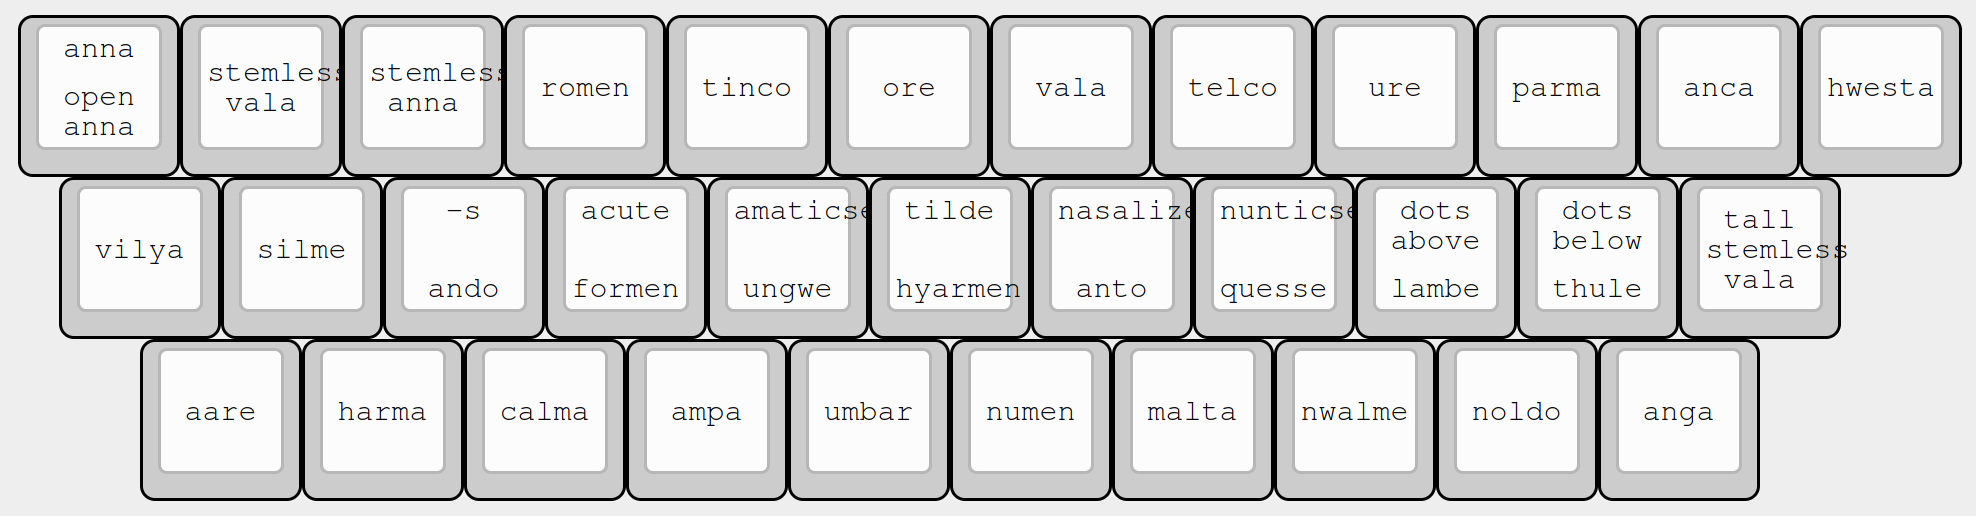 anna
open
anna
stemless
vala
stemless
anna
romen
tinco
ore
vala
telco
ure
parma
anca
hwesta
vilya
silme
-s
ando
acute
formen
amaticse
ungwe
tilde
hyarmen
nasalize
anto
nunticse
quesse
dots
above
lambe
dots
below
thule
tall
stemless
vala
aare
harma
calma
ampa
umbar
numen
malta
nwalme
noldo
anga